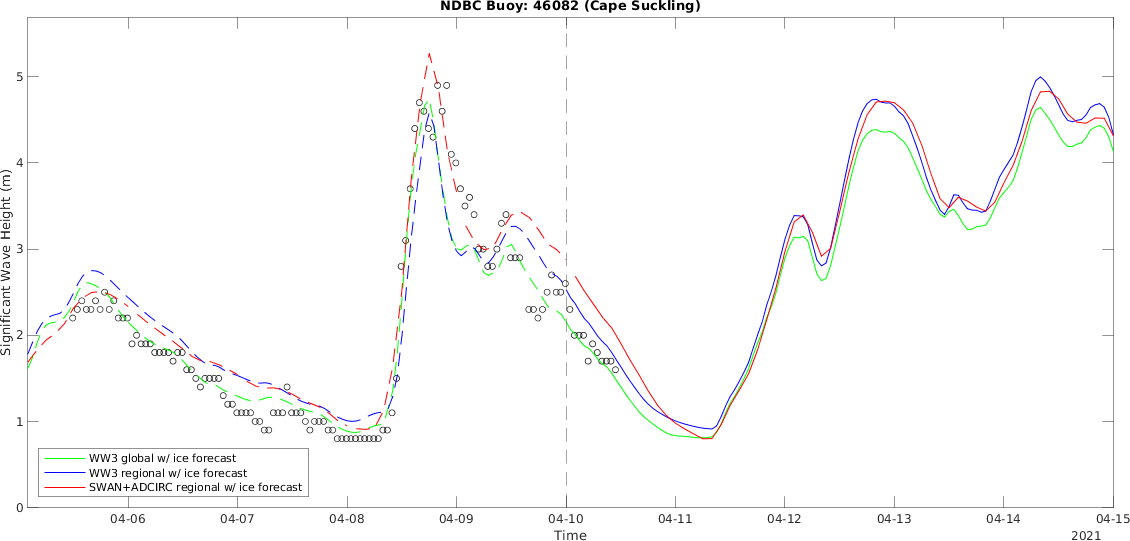 NDBC Buoy: 46082 (Cape Suckling)
Significant Wave Height (m)
5
4
3
2
1
0
WW3 global w/ ice forecast
WW3 regional w/ ice forecast
SWAN+ADCIRC regional w/ ice forecast
04-06 04-07 04-08 04-09 04-10 04-11 04-12 04-13 04-14 04-15
Time
2021